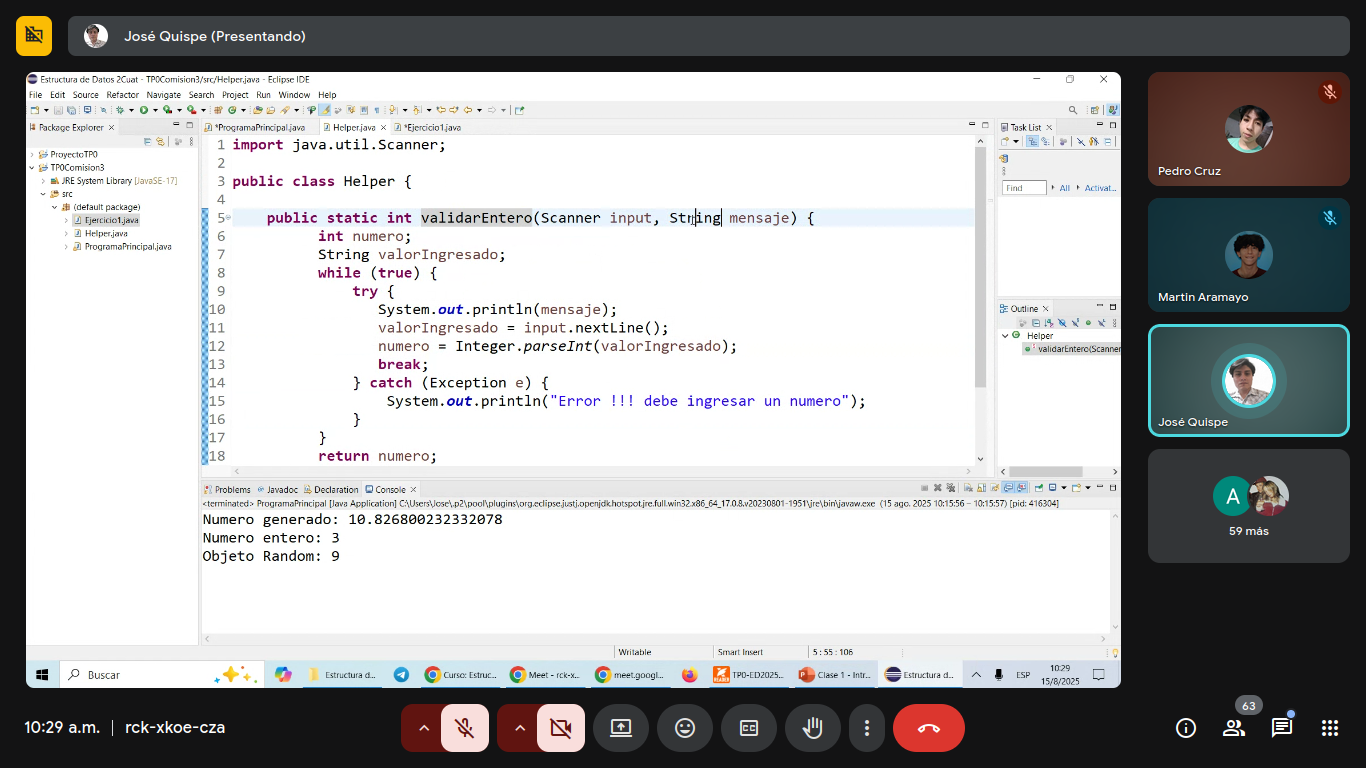 José Quispe (Presentando)
Estructura de Datos 2Cuat - TP0Comision3/src/Helper.java - Eclipse IDE
File Edit Source Refactor Navigate Search Project Run Window Help
Package Explorer
ProyectoTP0
TP0Comision3
JRE System Library [JavaSE-17]
src
(default package)
Ejercicio1.java
Helper.java
ProgramaPrincipal.java
*ProgramaPrincipal.java Helper.java *Ejercicio1.java
1 import java.util.Scanner;
2
3 public class Helper {
4
5 public static int validarEntero(Scanner input, String mensaje) {
6 int numero;
7 String valorIngresado;
8 while (true) {
9 try {
10 System.out.println(mensaje);
11 valorIngresado = input.nextLine();
12 numero = Integer.parseInt(valorIngresado);
13 break;
14 } catch (Exception e) {
15 System.out.println("Error !!! debe ingresar un numero");
16 }
17 }
18 return numero;
Task List
Find All Activat...
Outline
Helper
validarEntero(Scanner
Problems Javadoc Declaration Console
<terminated> ProgramaPrincipal [Java Application] C:\Users\Jose\.p2\pool\plugins\org.eclipse.justj.openjdk.hotspot.jre.full.win32.x86_64_17.0.8.v20230801-1951\jre\bin\javaw.exe (15 ago. 2025 10:15:56 – 10:15:57) [pid: 416304]
Numero generado: 10.826800232332078
Numero entero: 3
Objeto Random: 9
Writable Smart Insert 5 : 55 : 106
Buscar
Estructura d...
Curso: Estruc...
Meet - rck-x...
meet.googl...
TP0-ED2025...
Clase 1 - Intr...
Estructura d...
ESP
10:29
15/8/2025
Pedro Cruz
Martin Aramayo
José Quispe
A
59 más
10:29 a.m. | rck-xkoe-cza
63